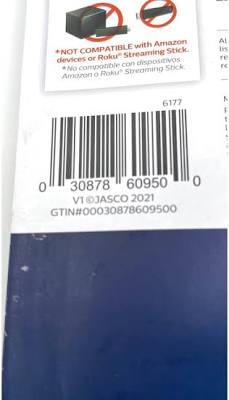 *NOT COMPATIBLE with Amazon
devices or Roku® Streaming Stick.
*No compatible con dispositivos
Amazon o Roku® Streaming Stick.
6177
0 30878 60950 0
V1 ©JASCO 2021
GTIN#00030878609500